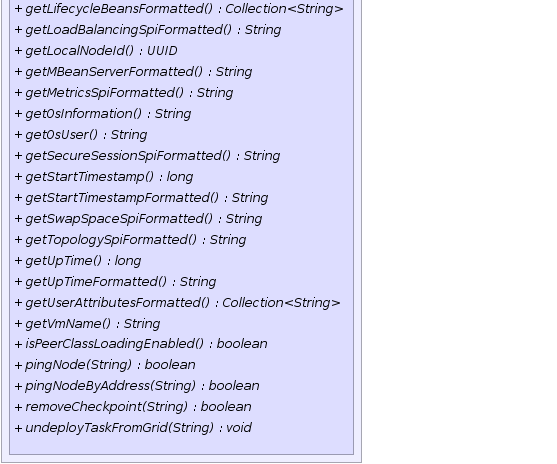 + getLifecycleBeansFormatted() : Collection<String>
+ getLoadBalancingSpiFormatted() : String
+ getLocalNodeId() : UUID
+ getMBeanServerFormatted() : String
+ getMetricsSpiFormatted() : String
+ getOsInformation() : String
+ getOsUser() : String
+ getSecureSessionSpiFormatted() : String
+ getStartTimestamp() : long
+ getStartTimestampFormatted() : String
+ getSwapSpaceSpiFormatted() : String
+ getTopologySpiFormatted() : String
+ getUpTime() : long
+ getUpTimeFormatted() : String
+ getUserAttributesFormatted() : Collection<String>
+ getVmName() : String
+ isPeerClassLoadingEnabled() : boolean
+ pingNode(String) : boolean
+ pingNodeByAddress(String) : boolean
+ removeCheckpoint(String) : boolean
+ undeployTaskFromGrid(String) : void